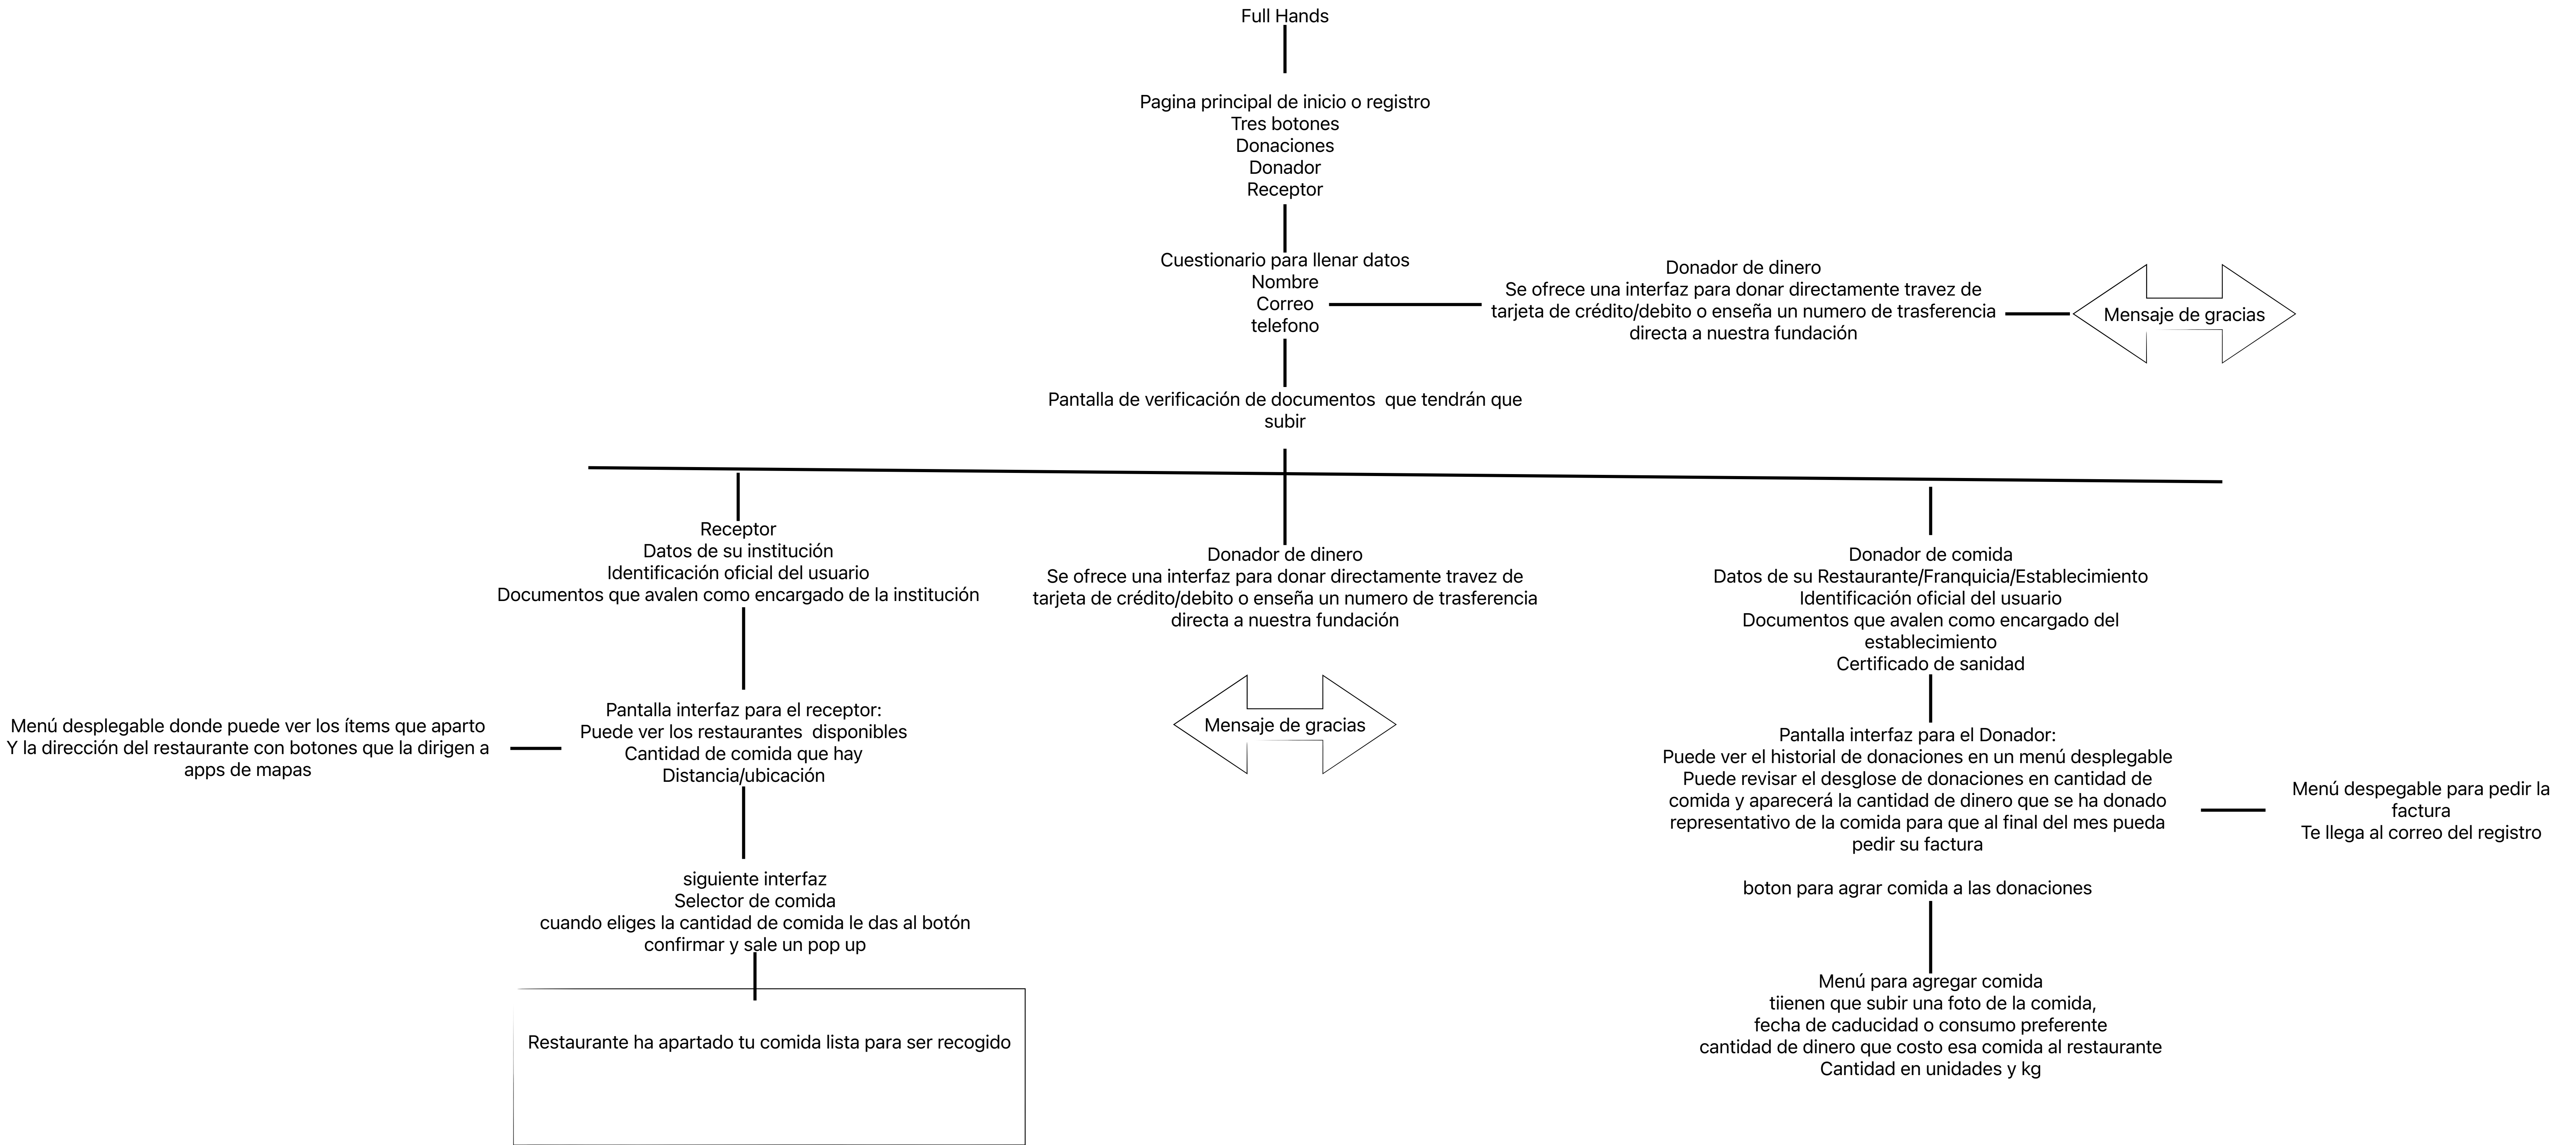 Full Hands
Pagina principal de inicio o registro
Tres botones
Donaciones
Donador
Receptor
Cuestionario para llenar datos
Nombre
Correo
telefono
Donador de dinero
Se ofrece una interfaz para donar directamente travez de
tarjeta de crédito/debito o enseña un numero de trasferencia
directa a nuestra fundación
Mensaje de gracias
Pantalla de verificación de documentos  que tendrán que
subir
Receptor
Datos de su institución
Identificación oficial del usuario
Documentos que avalen como encargado de la institución
Pantalla interfaz para el receptor:
Puede ver los restaurantes  disponibles
Cantidad de comida que hay
Distancia/ubicación
Menú desplegable donde puede ver los ítems que aparto
Y la dirección del restaurante con botones que la dirigen a
apps de mapas
siguiente interfaz
Selector de comida
cuando eliges la cantidad de comida le das al botón
confirmar y sale un pop up
Restaurante ha apartado tu comida lista para ser recogido
Donador de dinero
Se ofrece una interfaz para donar directamente travez de
tarjeta de crédito/debito o enseña un numero de trasferencia
directa a nuestra fundación
Mensaje de gracias
Donador de comida
Datos de su Restaurante/Franquicia/Establecimiento
Identificación oficial del usuario
Documentos que avalen como encargado del
establecimiento
Certificado de sanidad
Pantalla interfaz para el Donador:
Puede ver el historial de donaciones en un menú desplegable
Puede revisar el desglose de donaciones en cantidad de
comida y aparecerá la cantidad de dinero que se ha donado
representativo de la comida para que al final del mes pueda
pedir su factura
Menú despegable para pedir la
factura
Te llega al correo del registro
boton para agrar comida a las donaciones
Menú para agregar comida
tiienen que subir una foto de la comida,
fecha de caducidad o consumo preferente
cantidad de dinero que costo esa comida al restaurante
Cantidad en unidades y kg